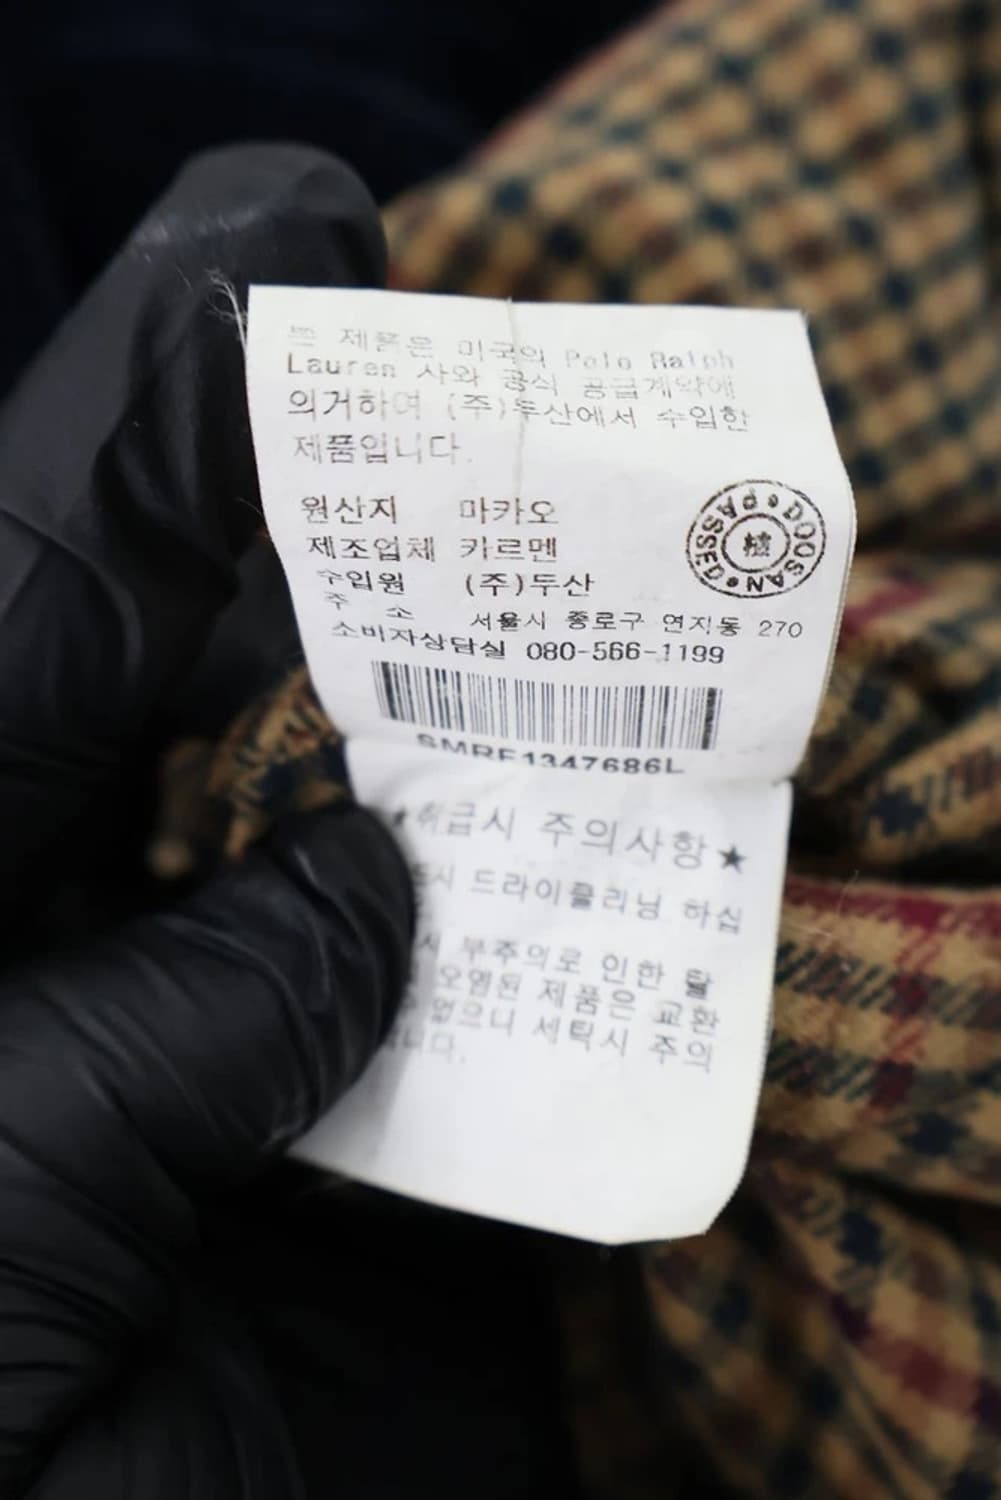 본 제품은 미국의 Polo Ralph
Lauren 사와 공식 공급계약에
의거하여 (주)두산에서 수입한
제품입니다.
원산지 마카오
제조업체 카르멘
수입원 (주)두산
주 소 서울시 종로구 연지동 270
소비자상담실 080-566-1199
DOOSAN PASSED
SMRF1347686L
★취급시 주의사항★
드라이클리닝 하십
부주의로 인한 탈
오염된 제품은 교환
없으니 세탁시 주의